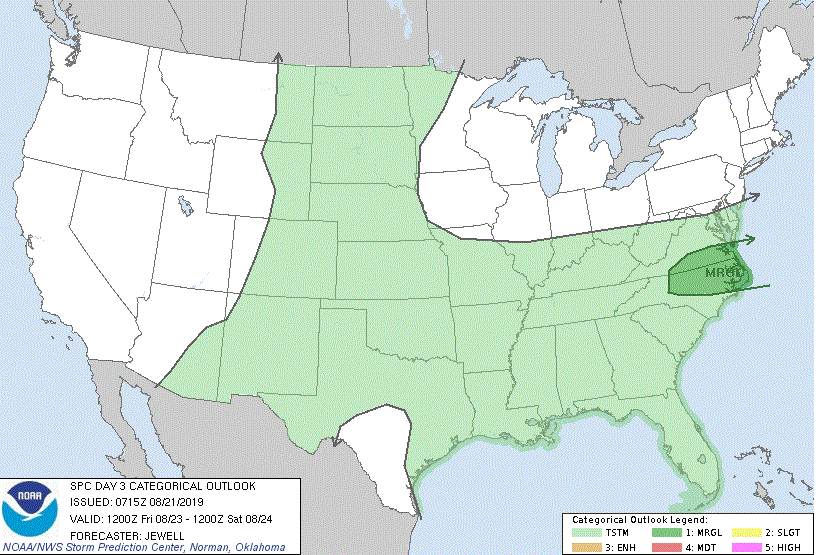 MRGL
SPC DAY 3 CATEGORICAL OUTLOOK
ISSUED: 0715Z 08/21/2019
VALID: 1200Z Fri 08/23 - 1200Z Sat 08/24
FORECASTER: JEWELL
NOAA/NWS Storm Prediction Center, Norman, Oklahoma
NOAA
Categorical Outlook Legend:
TSTM 1: MRGL 2: SLGT
3: ENH 4: MDT 5: HIGH